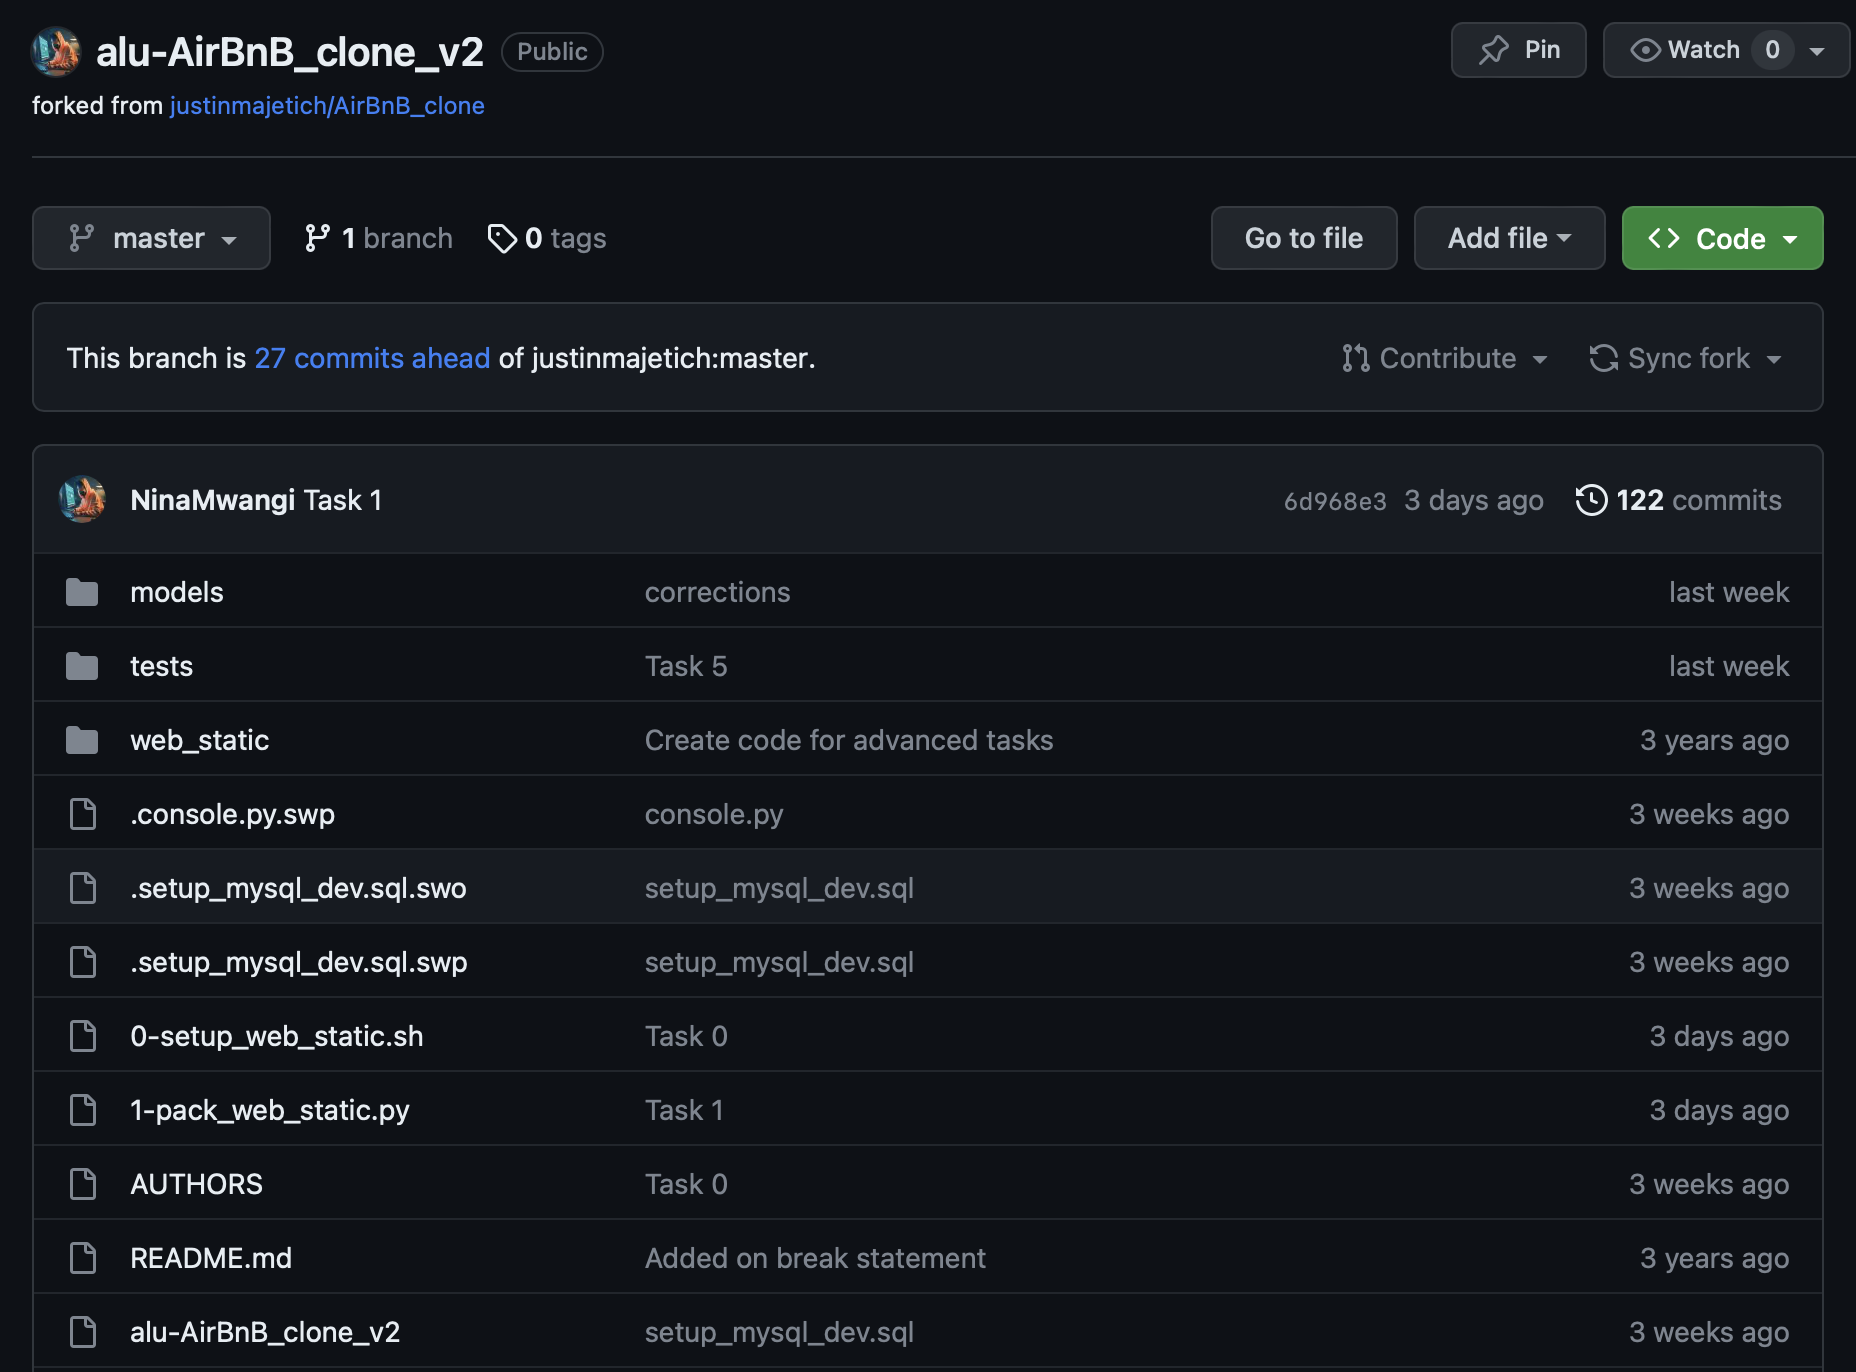 alu-AirBnB_clone_v2 Public Pin Watch 0
forked from justinmajetich/AirBnB_clone
master 1 branch 0 tags Go to file Add file Code
This branch is 27 commits ahead of justinmajetich:master. Contribute Sync fork
NinaMwangi Task 1 6d968e3 3 days ago 122 commits
models corrections last week
tests Task 5 last week
web_static Create code for advanced tasks 3 years ago
.console.py.swp console.py 3 weeks ago
.setup_mysql_dev.sql.swo setup_mysql_dev.sql 3 weeks ago
.setup_mysql_dev.sql.swp setup_mysql_dev.sql 3 weeks ago
0-setup_web_static.sh Task 0 3 days ago
1-pack_web_static.py Task 1 3 days ago
AUTHORS Task 0 3 weeks ago
README.md Added on break statement 3 years ago
alu-AirBnB_clone_v2 setup_mysql_dev.sql 3 weeks ago